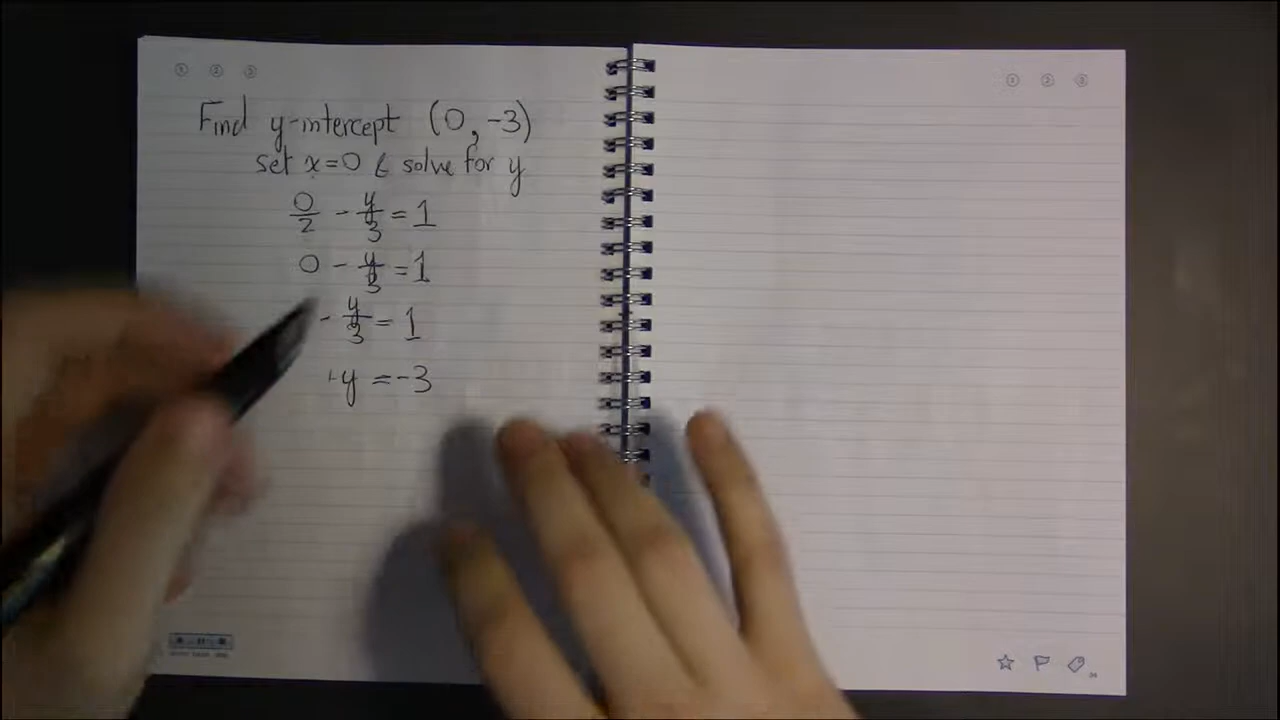 Find y-intercept (0, -3)
set x=0 & solve for y
0/2 - y/3 = 1
0 - y/3 = 1
- y/3 = 1
+y = -3